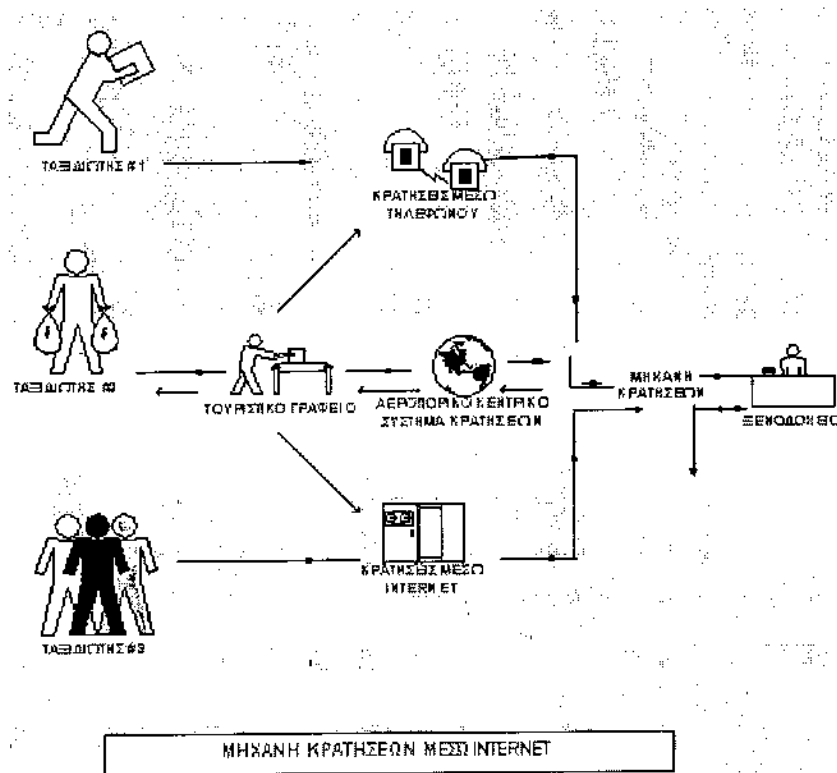 ΤΑΞΙΔΙΩΤΗΣ #1
ΚΡΑΤΗΣΕΙΣ ΜΕΣΩ
ΤΗΛΕΦΩΝΟΥ
ΤΑΞΙΔΙΩΤΗΣ #2
ΤΟΥΡΙΣΤΙΚΟ ΓΡΑΦΕΙΟ
ΑΕΡΟΠΟΡΙΚΟ ΚΕΝΤΡΙΚΟ
ΣΥΣΤΗΜΑ ΚΡΑΤΗΣΕΩΝ
ΜΗΧΑΝΗ
ΚΡΑΤΗΣΕΩΝ
ΞΕΝΟΔΟΧΕΙΟ
ΚΡΑΤΗΣΕΙΣ ΜΕΣΩ
INTERNET
ΤΑΞΙΔΙΩΤΗΣ #3
ΜΗΧΑΝΗ ΚΡΑΤΗΣΕΩΝ ΜΕΣΩ INTERNET